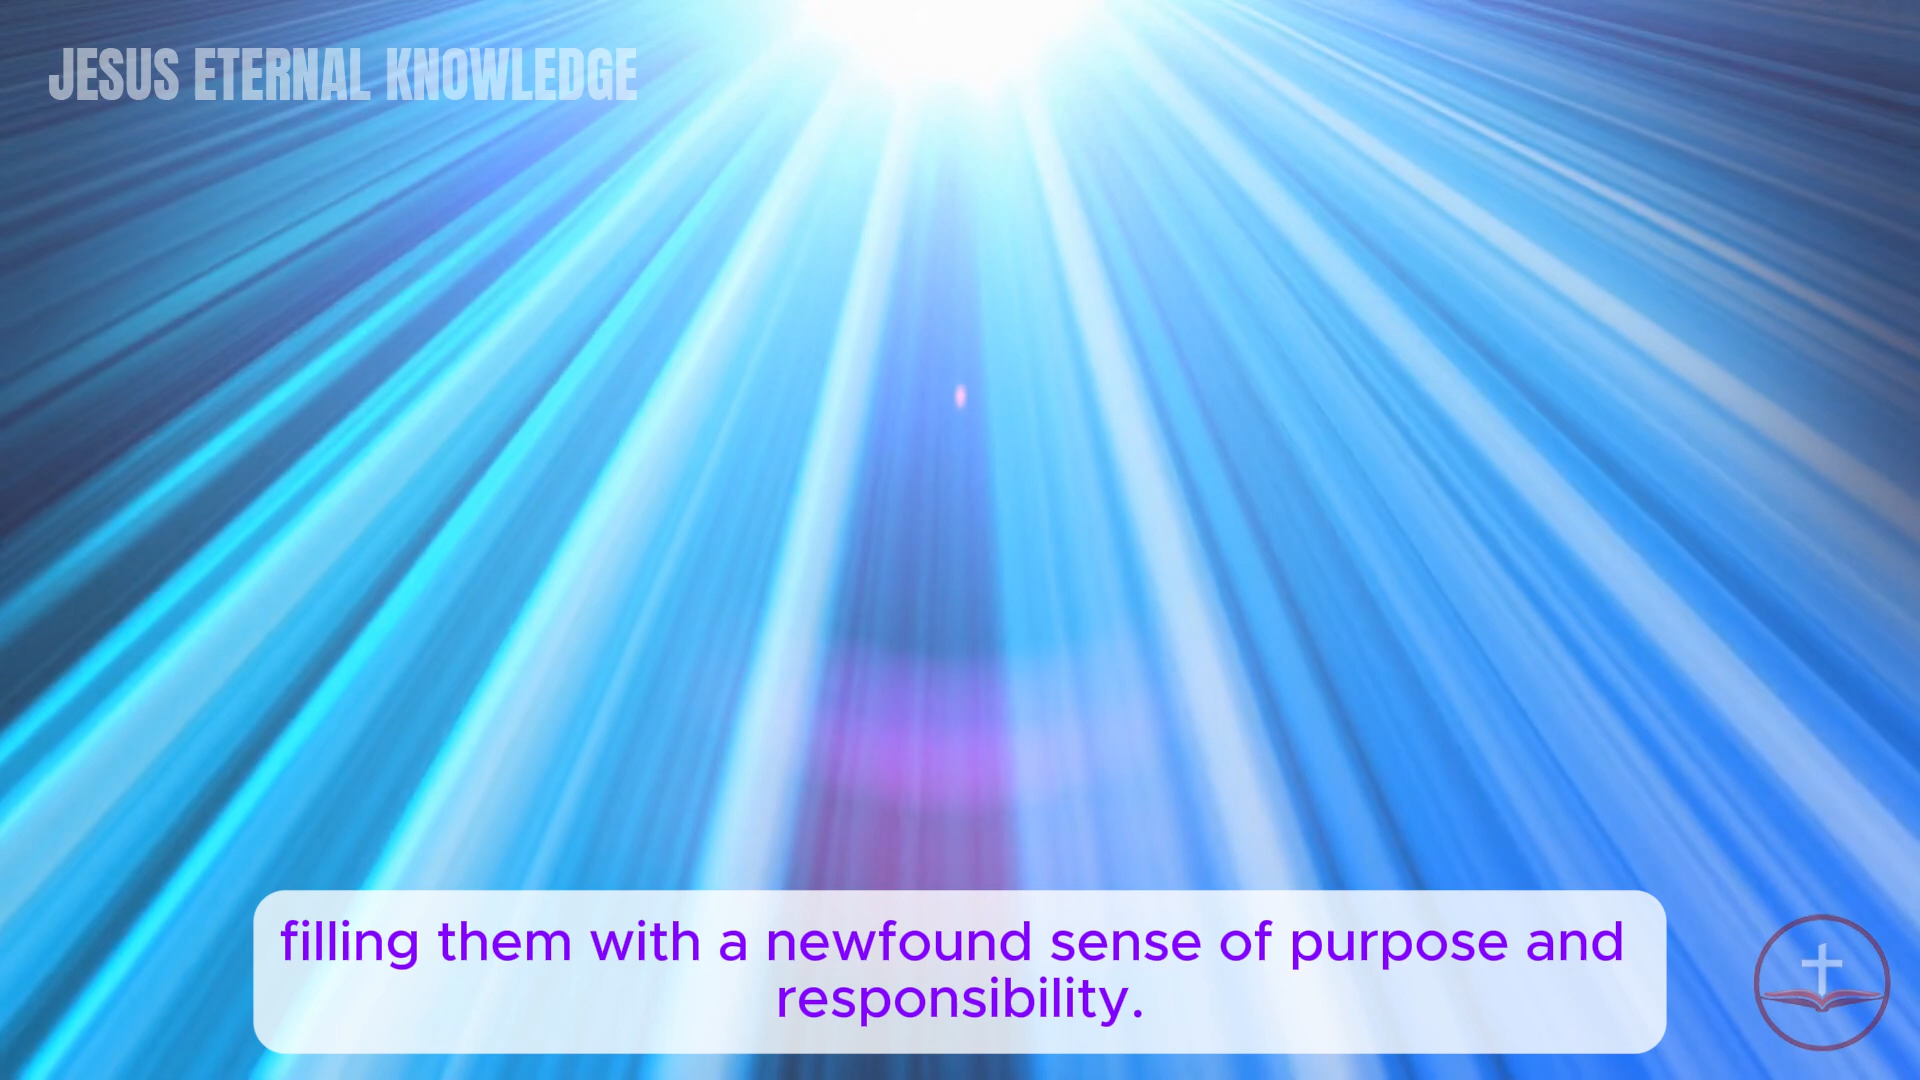 JESUS ETERNAL KNOWLEDGE
filling them with a newfound sense of purpose and
responsibility.